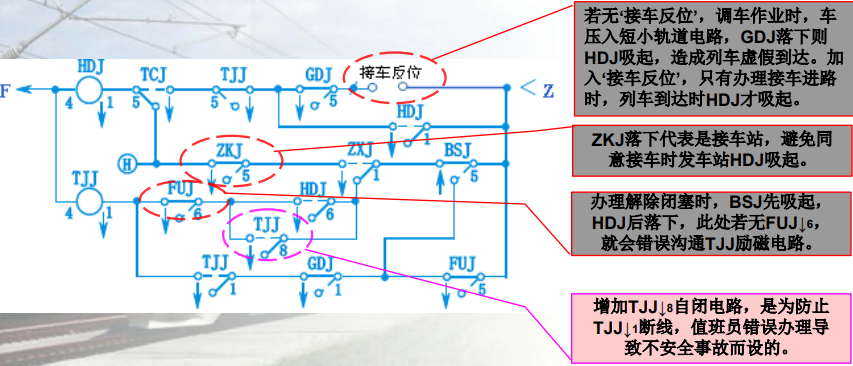 若无‘接车反位’，调车作业时，车
压入短小轨道电路，GDJ落下则
HDJ吸起，造成列车虚假到达。加
入‘接车反位’，只有办理接车进路
时，列车到达时HDJ才吸起。
HDJ
TCJ
TJJ
GDJ
接车反位
F
Z
4
1
5
5
5
HDJ
1
ZKJ落下代表是接车站，避免同
意接车时发车站HDJ吸起。
H
ZKJ
ZXJ
BSJ
5
1
5
TJJ
FUJ
HDJ
4
1
6
6
办理解除闭塞时，BSJ先吸起，
HDJ后落下，此处若无FUJ↓6，
就会错误沟通TJJ励磁电路。
TJJ
8
TJJ
GDJ
FUJ
1
1
5
增加TJJ↓8自闭电路，是为防止
TJJ↓1断线，值班员错误办理导
致不安全事故而设的。